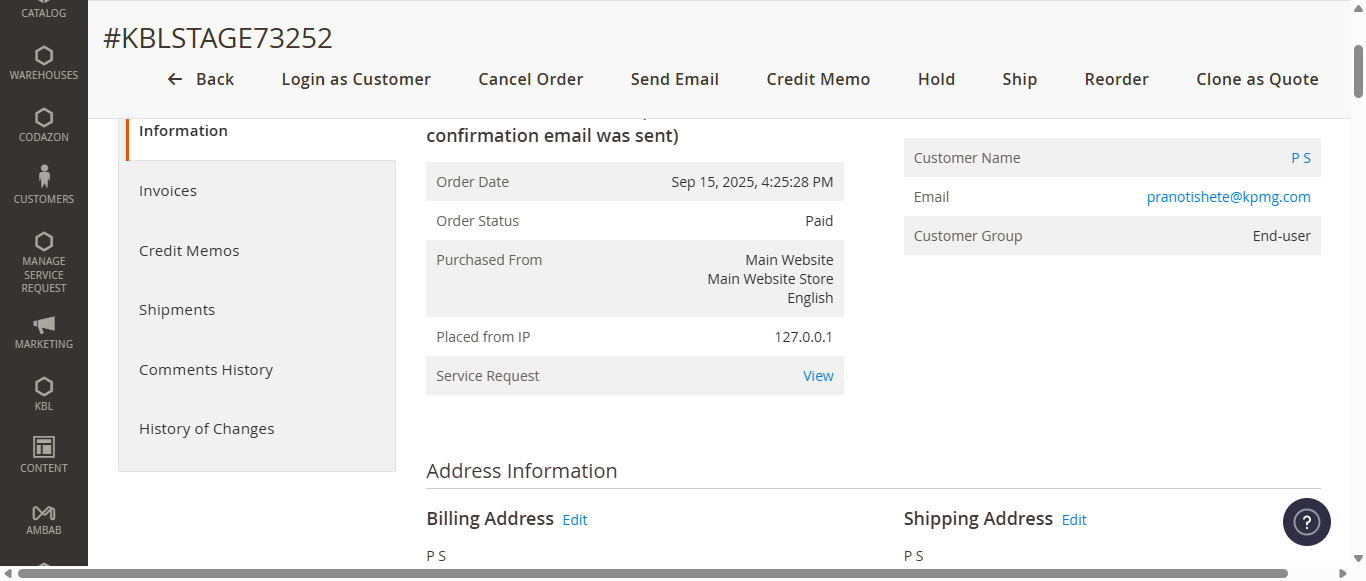 #KBLSTAGE73252
Back Login as Customer Cancel Order Send Email Credit Memo Hold Ship Reorder Clone as Quote
CATALOG
WAREHOUSES
CODAZON
CUSTOMERS
MANAGE
SERVICE
REQUEST
MARKETING
KBL
CONTENT
AMBAB
Information
Invoices
Credit Memos
Shipments
Comments History
History of Changes
confirmation email was sent)
Order Date Sep 15, 2025, 4:25:28 PM
Order Status Paid
Purchased From Main Website
Main Website Store
English
Placed from IP 127.0.0.1
Service Request View
Customer Name P S
Email pranotishete@kpmg.com
Customer Group End-user
Address Information
Billing Address Edit
P S
Shipping Address Edit
P S